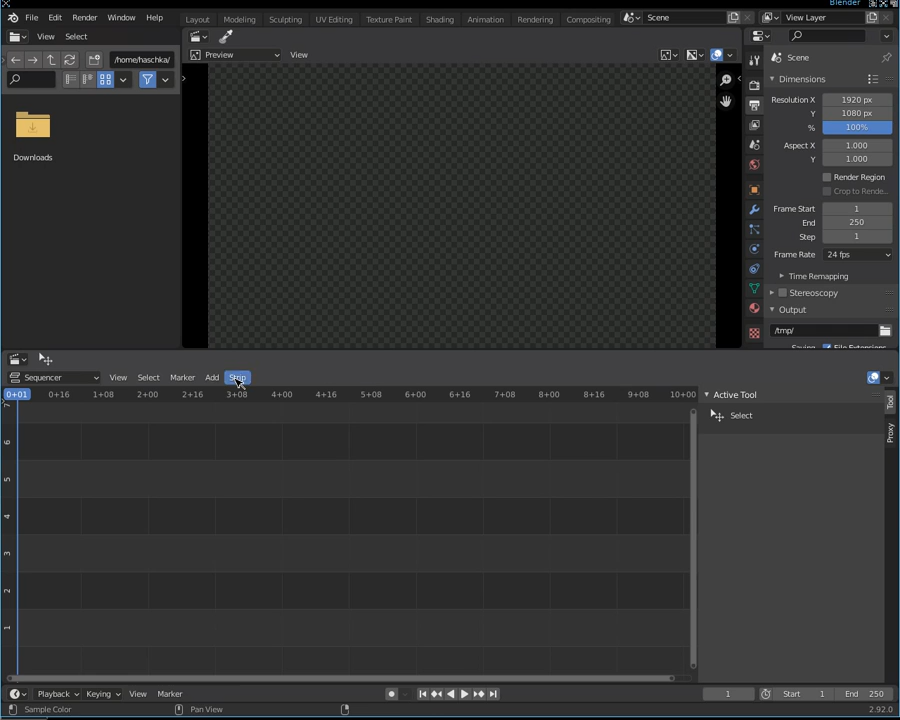 Blender
File Edit Render Window Help
Layout Modeling Sculpting UV Editing Texture Paint Shading Animation Rendering Compositing
Scene
View Layer
View Select
/home/haschka/
Downloads
Preview View
Scene
Dimensions
Resolution X 1920 px
Y 1080 px
% 100%
Aspect X 1.000
Y 1.000
Render Region
Crop to Rende...
Frame Start 1
End 250
Step 1
Frame Rate 24 fps
Time Remapping
Stereoscopy
Output
/tmp/
Saving File Extensions
Sequencer View Select Marker Add Strip
0+01 0+16 1+08 2+00 2+16 3+08 4+00 4+16 5+08 6+00 6+16 7+08 8+00 8+16 9+08 10+00
7
6
5
4
3
2
1
Active Tool
Select
Tool
Proxy
Playback Keying View Marker
1
Start 1
End 250
Sample Color
Pan View
2.92.0